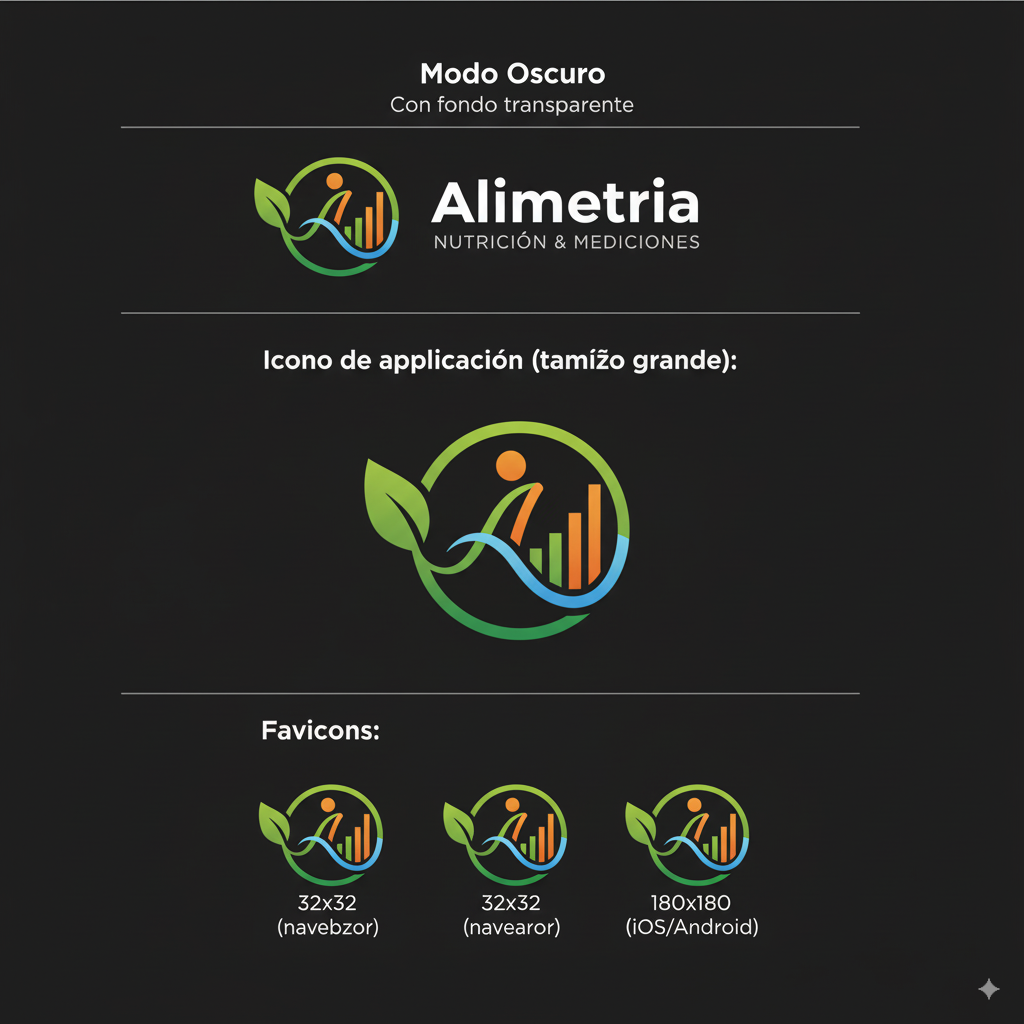 Modo Oscuro
Con fondo transparente
Alimetria
NUTRICIÓN & MEDICIONES
Icono de applicación (tamížo grande):
Favicons:
32x32
(navebzor)
32x32
(navearor)
180x180
(iOS/Android)